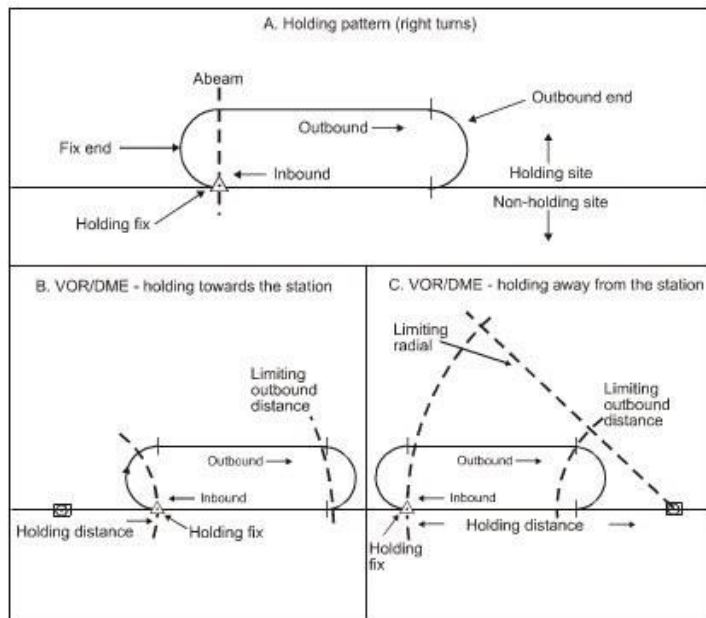 A. Holding pattern (right turns)
Abeam
Outbound end
Outbound
Fix end
Inbound
Holding site
Non-holding site
Holding fix
B. VOR/DME - holding towards the station
Limiting
outbound
distance
Outbound
Inbound
Holding distance
Holding fix
C. VOR/DME - holding away from the station
Limiting
radial
Limiting
outbound
distance
Outbound
Inbound
Holding distance
Holding
fix